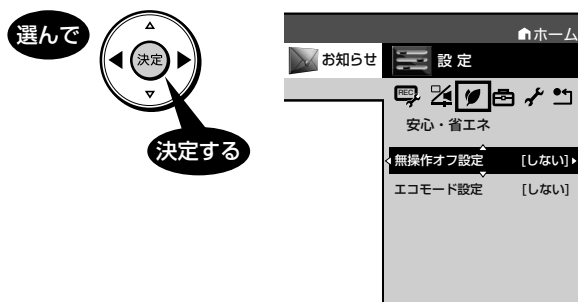 選んで
決定
決定する
ホーム
お知らせ
設定
REC
安心・省エネ
無操作オフ設定 [しない]
エコモード設定 [しない]